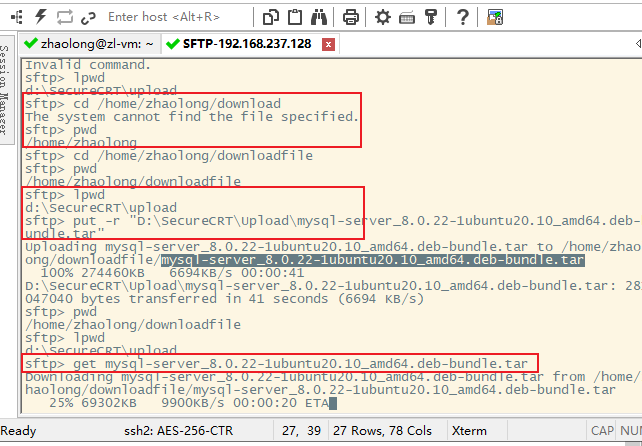 Enter host <Alt+R>
Session Manager
zhaolong@zl-vm: ~
SFTP-192.168.237.128
Invalid command.
sftp> lpwd
d:\SecureCRT\upload
sftp> cd /home/zhaolong/download
The system cannot find the file specified.
sftp> pwd
/home/zhaolong
sftp> cd /home/zhaolong/downloadfile
sftp> pwd
/home/zhaolong/downloadfile
sftp> lpwd
d:\SecureCRT\upload
sftp> put -r "D:\SecureCRT\Upload\mysql-server_8.0.22-1ubuntu20.10_amd64.deb-
undle.tar"
Uploading mysql-server_8.0.22-1ubuntu20.10_amd64.deb-bundle.tar to /home/zhao
ong/downloadfile/mysql-server_8.0.22-1ubuntu20.10_amd64.deb-bundle.tar
100% 274460KB 6694KB/s 00:00:41
D:\SecureCRT\Upload\mysql-server_8.0.22-1ubuntu20.10_amd64.deb-bundle.tar: 28
047040 bytes transferred in 41 seconds (6694 KB/s)
sftp> pwd
/home/zhaolong/downloadfile
sftp> lpwd
d:\SecureCRT\upload
sftp> get mysql-server_8.0.22-1ubuntu20.10_amd64.deb-bundle.tar
Downloading mysql-server_8.0.22-1ubuntu20.10_amd64.deb-bundle.tar from /home/
haolong/downloadfile/mysql-server_8.0.22-1ubuntu20.10_amd64.deb-bundle.tar
25% 69302KB 9900KB/s 00:00:20 ETA
Ready ssh2: AES-256-CTR 27, 39 27 Rows, 78 Cols Xterm CAP NUM